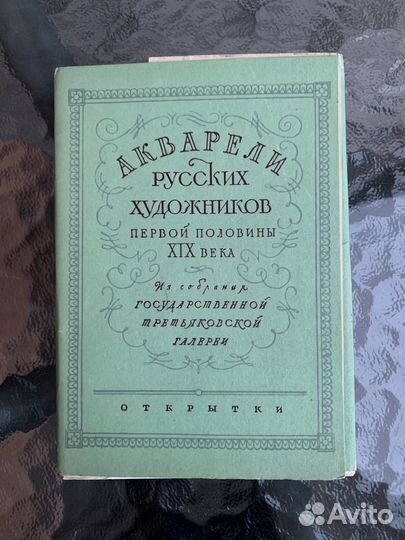 АКВАРЕЛИ
РУССКИХ
ХУДОЖНИКОВ
ПЕРВОЙ ПОЛОВИНЫ
XIX ВЕКА
Из собрания
ГОСУДАРСТВЕННОЙ
ТРЕТЬЯКОВСКОЙ
ГАЛЕРЕИ
ОТКРЫТКИ
Avito